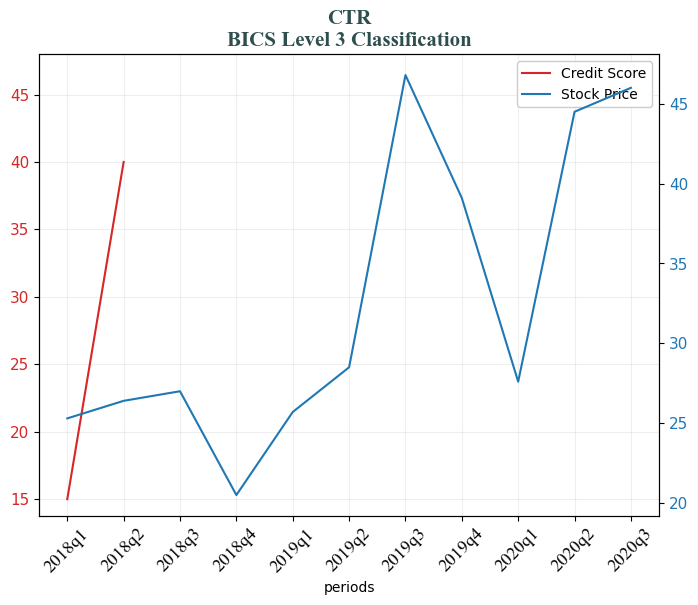 CTR
BICS Level 3 Classification
Credit Score
Stock Price
45
40
35
30
25
20
15
45
40
35
30
25
20
2018q1
2018q2
2018q3
2018q4
2019q1
2019q2
2019q3
2019q4
2020q1
2020q2
2020q3
periods